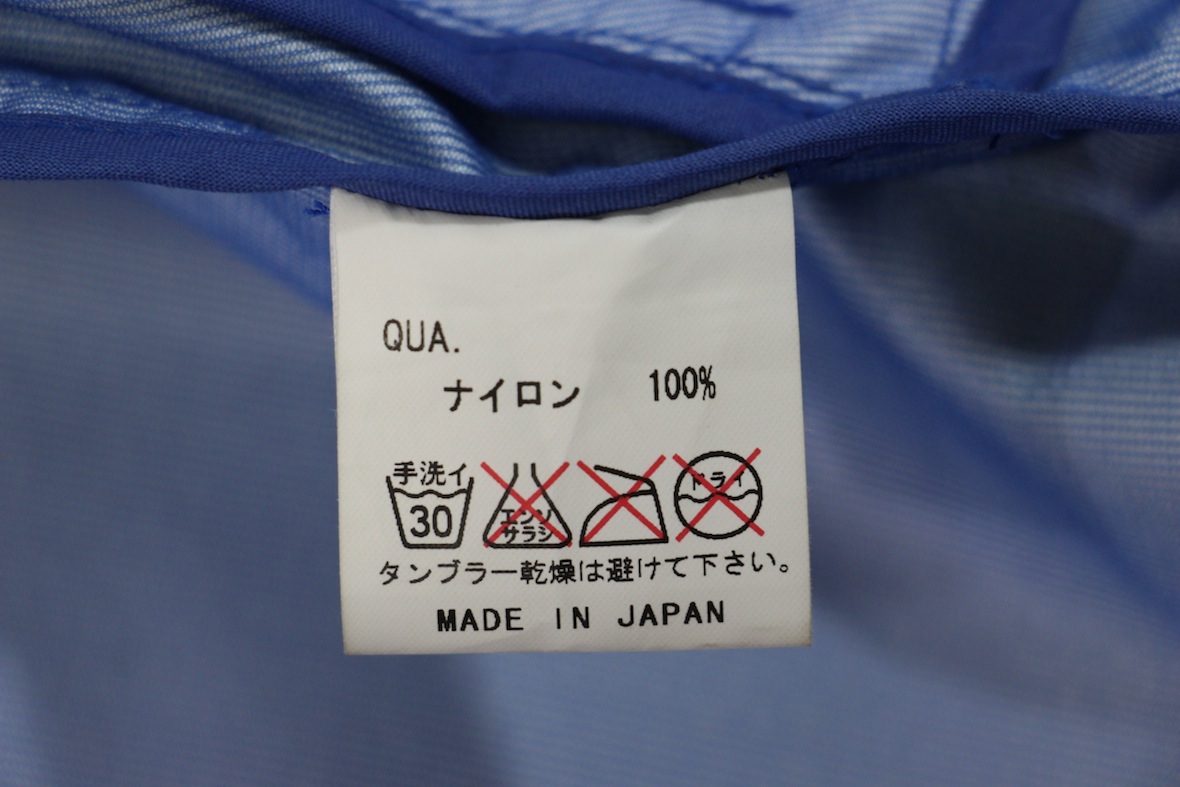 QUA.
ナイロン 100%
手洗イ
30
エンソ
サラシ
ドライ
タンブラー乾燥は避けて下さい。
MADE IN JAPAN